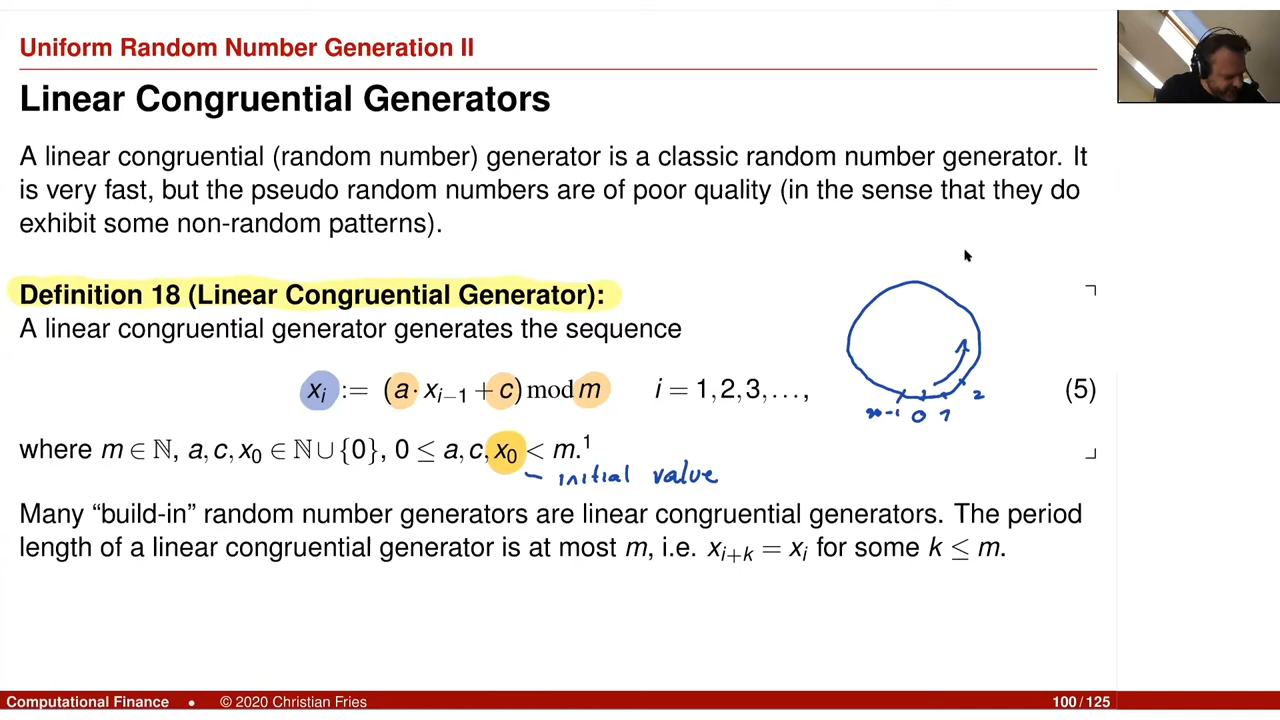 Uniform Random Number Generation II
Linear Congruential Generators
A linear congruential (random number) generator is a classic random number generator. It
is very fast, but the pseudo random numbers are of poor quality (in the sense that they do
exhibit some non-random patterns).
Definition 18 (Linear Congruential Generator):
A linear congruential generator generates the sequence
xᵢ := (a · xᵢ₋₁ + c) mod m    i = 1,2,3,...,    (5)
m-1 0 1 2
where m ∈ ℕ, a, c, x₀ ∈ ℕ ∪ {0}, 0 ≤ a, c, x₀ < m.¹
initial value
Many “build-in” random number generators are linear congruential generators. The period
length of a linear congruential generator is at most m, i.e. xᵢ₊ₖ = xᵢ for some k ≤ m.
Computational Finance • © 2020 Christian Fries 100/125